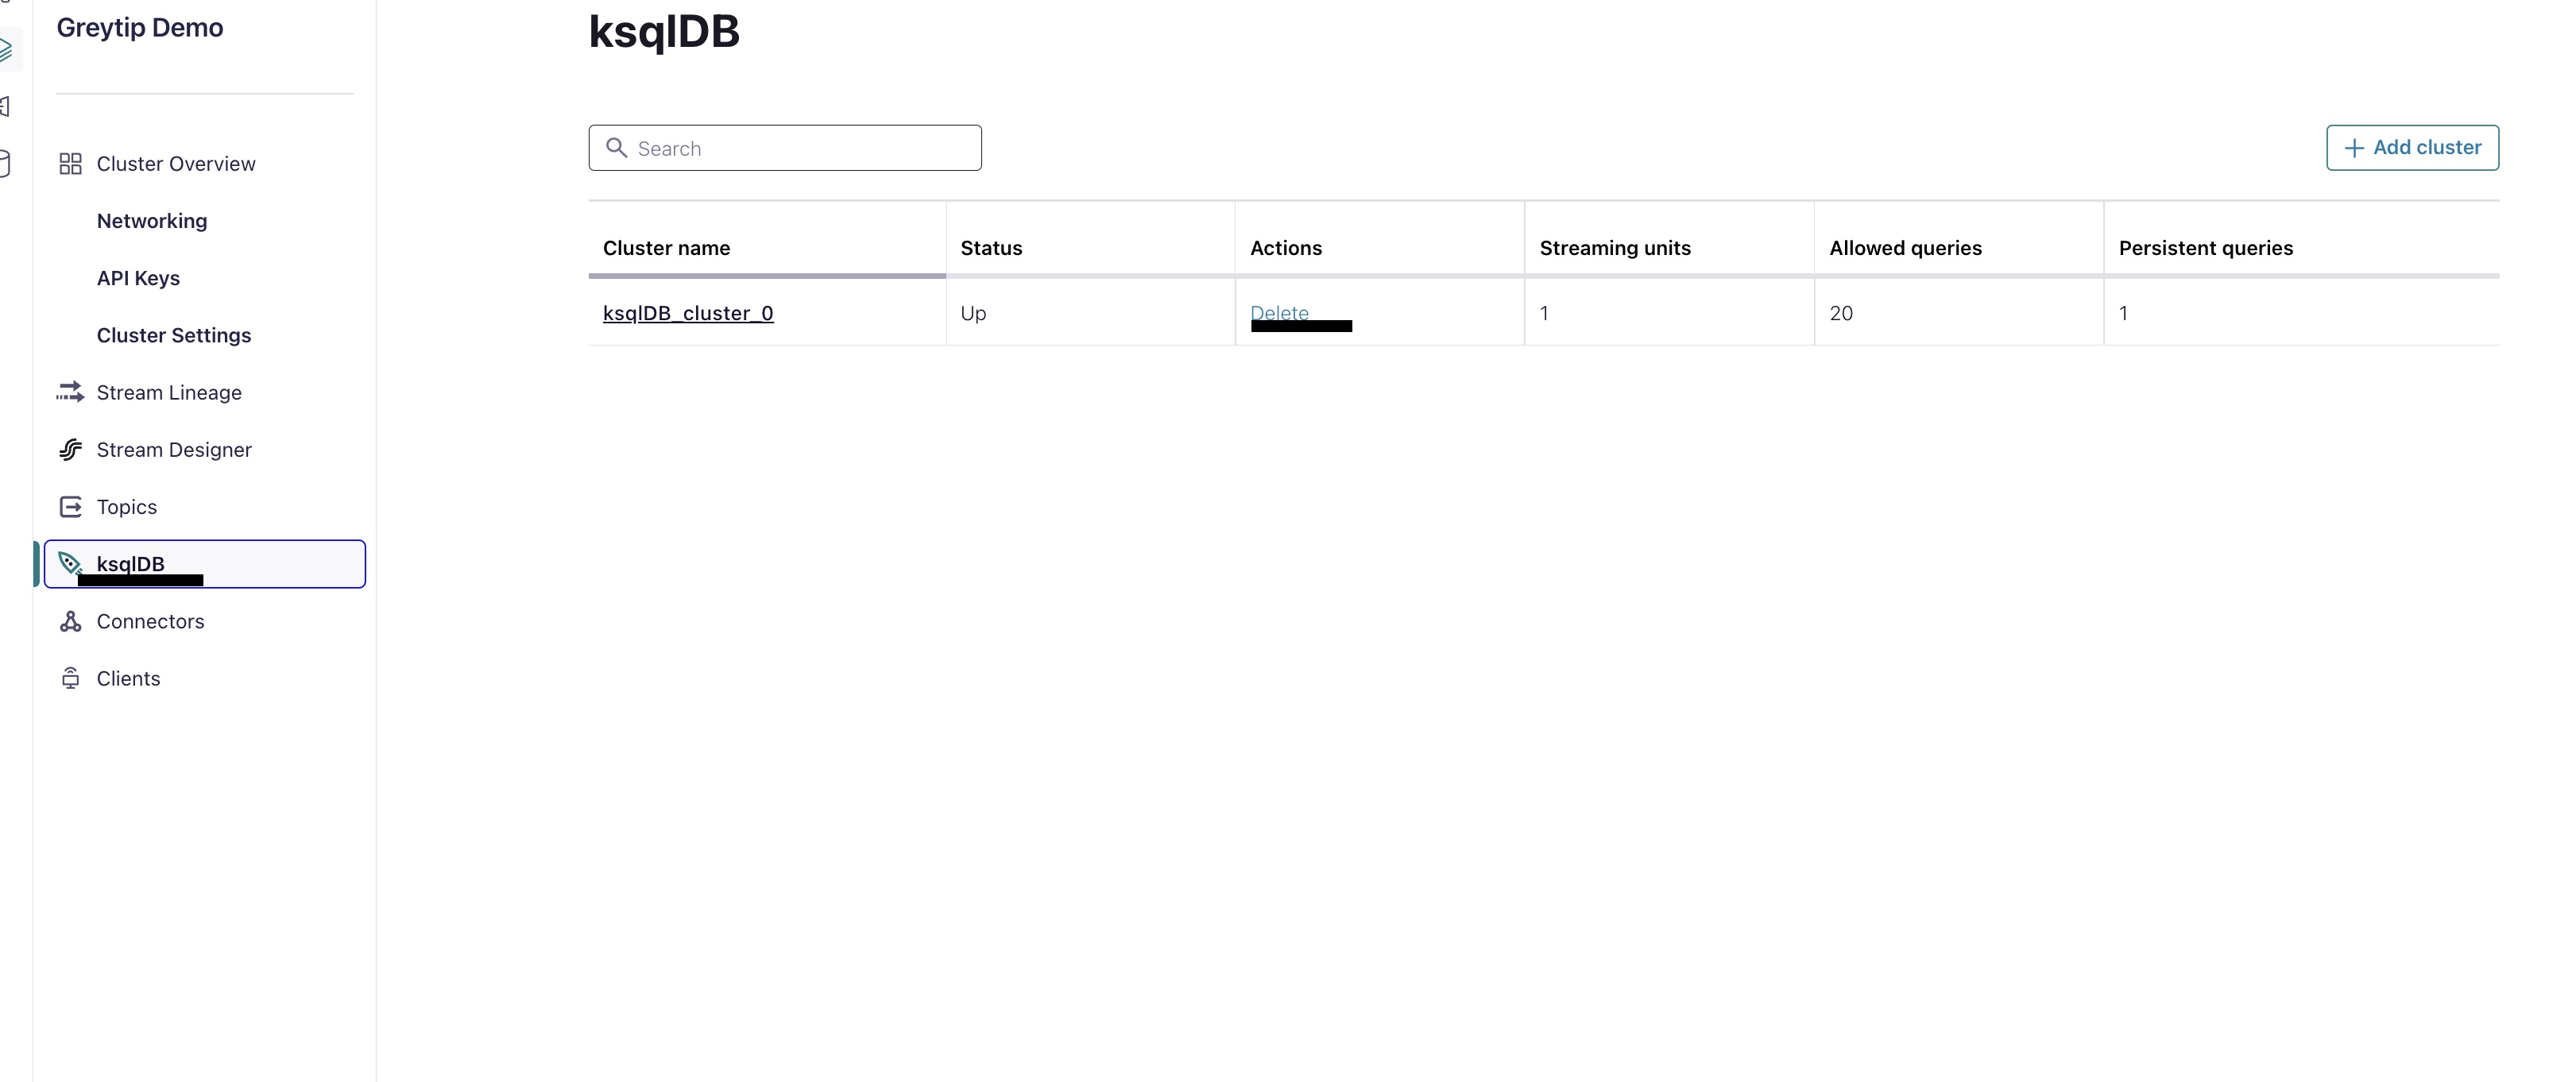 Greytip Demo
Cluster Overview
Networking
API Keys
Cluster Settings
Stream Lineage
Stream Designer
Topics
ksqlDB
Connectors
Clients
ksqlDB
Search
Add cluster
Cluster name Status Actions Streaming units Allowed queries Persistent queries
ksqlDB_cluster_0 Up Delete 1 20 1